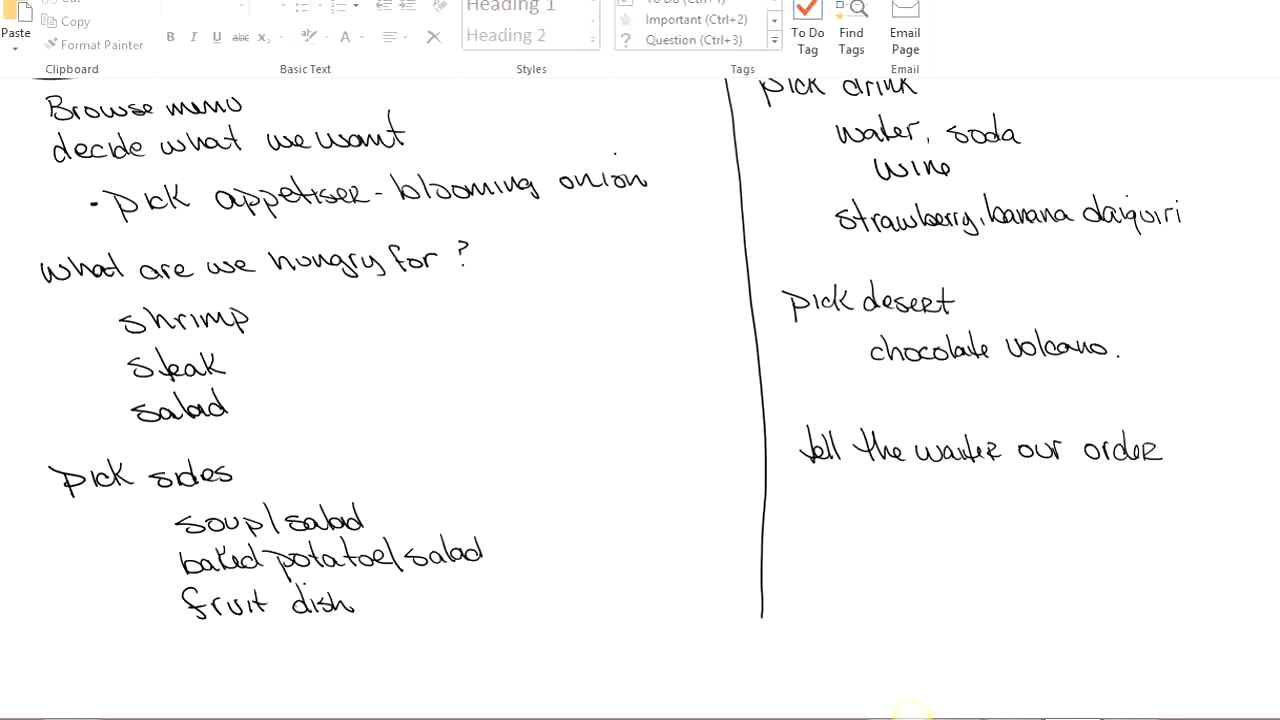 Copy
Paste
Format Painter
B I U abc x
A
Heading 1
Heading 2
Important (Ctrl+2)
? Question (Ctrl+3)
To Do Tag
Find Tags
Email Page
Clipboard
Basic Text
Styles
Tags
Email
Browse menu
decide what we want
• pick appetiser - blooming onion
what are we hungry for ?
shrimp
steak
salad
pick sides
soup/salad
baked potatoe/salad
fruit dish
pick drink
water, soda
wine
strawberry, banana daiquiri
pick desert
chocolate volcano.
tell the waiter our order